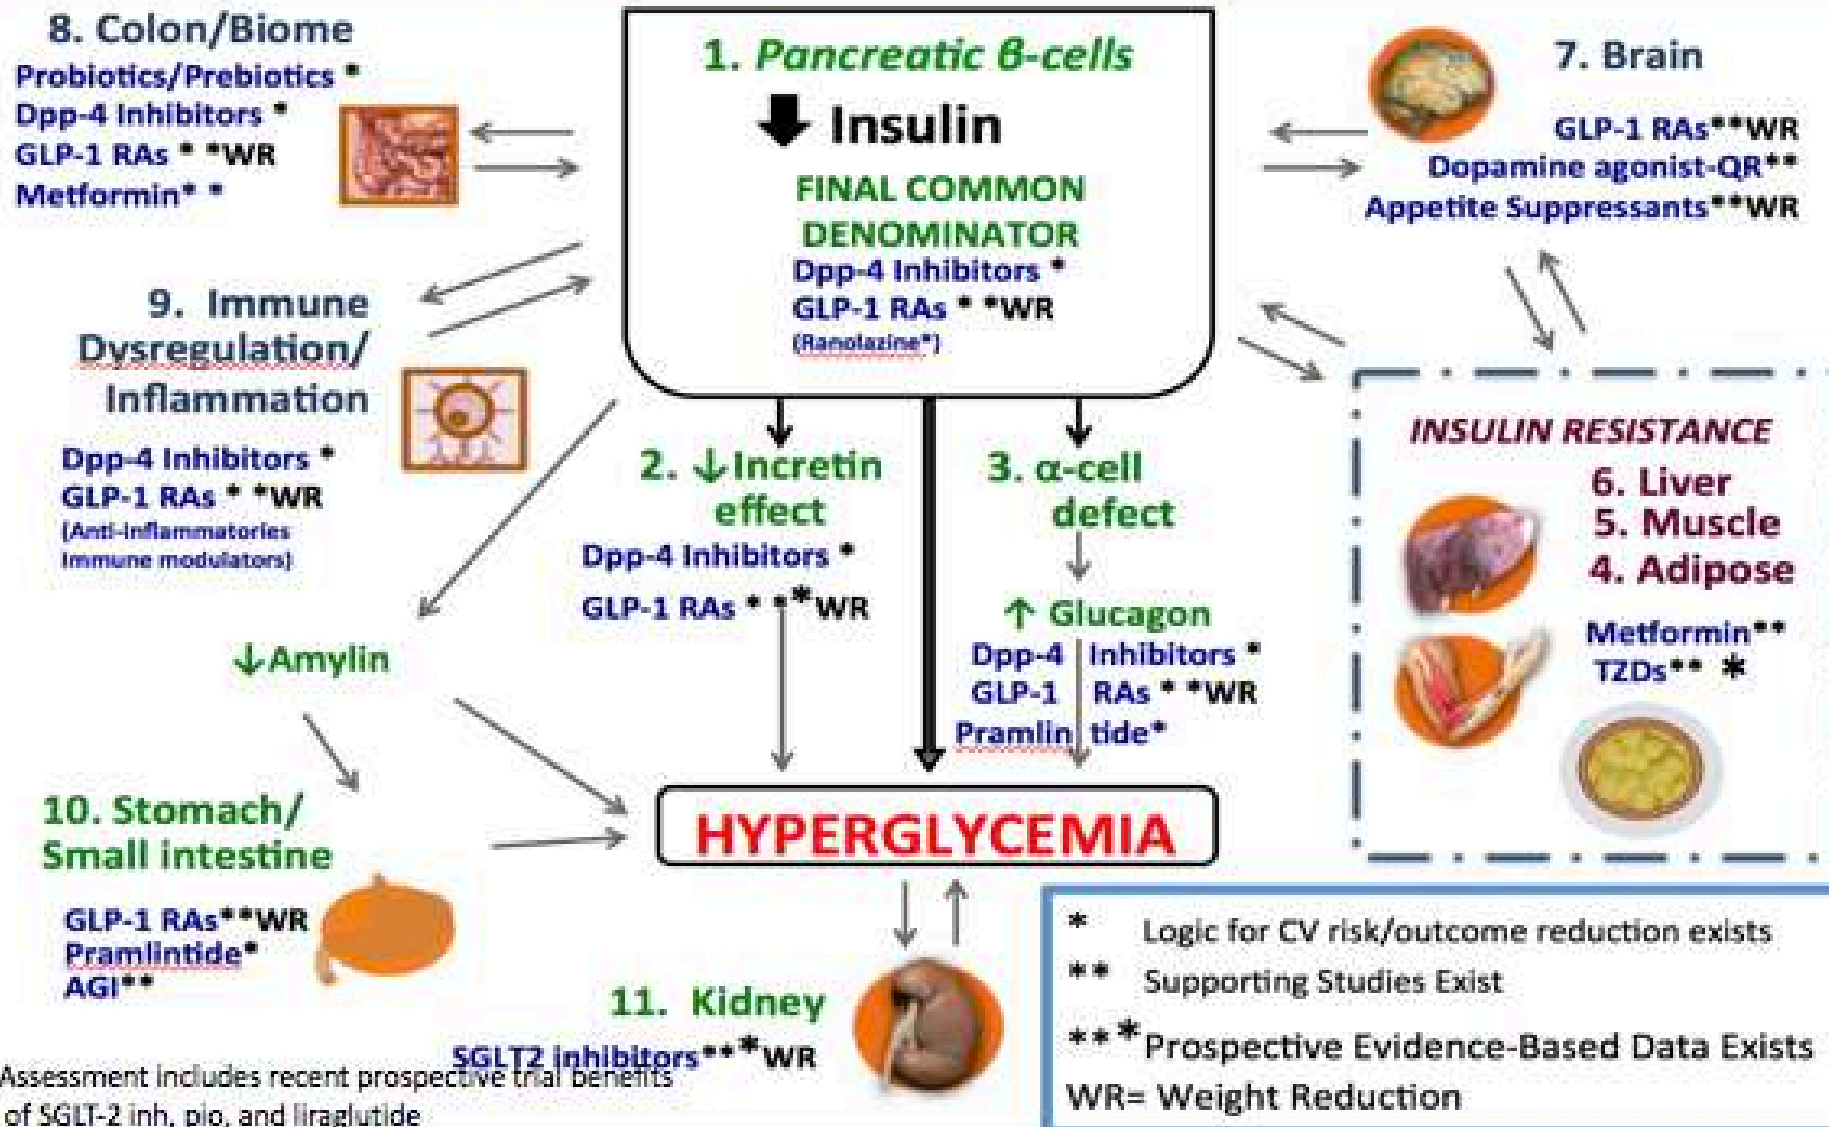 8. Colon/Biome
Probiotics/Prebiotics *
Dpp-4 Inhibitors *
GLP-1 RAs * *WR
Metformin* *
1. Pancreatic β-cells
Insulin
FINAL COMMON
DENOMINATOR
Dpp-4 Inhibitors *
GLP-1 RAs * *WR
(Ranolazine*)
7. Brain
GLP-1 RAs**WR
Dopamine agonist-QR**
Appetite Suppressants**WR
9. Immune
Dysregulation/
Inflammation
Dpp-4 Inhibitors *
GLP-1 RAs * *WR
(Anti-Inflammatories
Immune modulators)
2. ↓Incretin
effect
Dpp-4 Inhibitors *
GLP-1 RAs * **WR
3. α-cell
defect
↑ Glucagon
Dpp-4 Inhibitors *
GLP-1 RAs * *WR
Pramlintide*
INSULIN RESISTANCE
6. Liver
5. Muscle
4. Adipose
Metformin**
TZDs** *
↓Amylin
10. Stomach/
Small intestine
GLP-1 RAs**WR
Pramlintide*
AGI**
HYPERGLYCEMIA
11. Kidney
SGLT2 inhibitors***WR
Assessment includes recent prospective trial benefits
of SGLT-2 inh, pio, and liraglutide
* Logic for CV risk/outcome reduction exists
** Supporting Studies Exist
***Prospective Evidence-Based Data Exists
WR= Weight Reduction